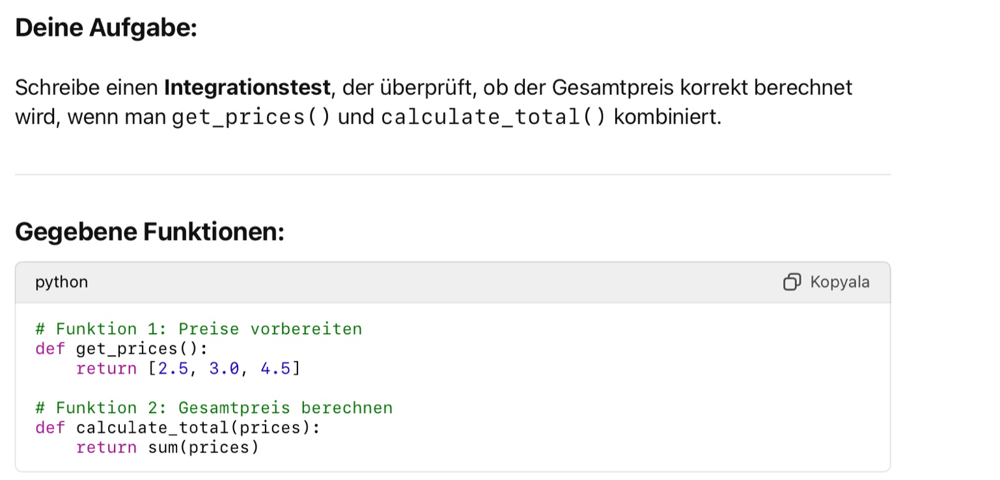 Deine Aufgabe:
Schreibe einen Integrationstest, der überprüft, ob der Gesamtpreis korrekt berechnet
wird, wenn man get_prices() und calculate_total() kombiniert.
Gegebene Funktionen:
python
Kopyala
# Funktion 1: Preise vorbereiten
def get_prices():
    return [2.5, 3.0, 4.5]
# Funktion 2: Gesamtpreis berechnen
def calculate_total(prices):
    return sum(prices)